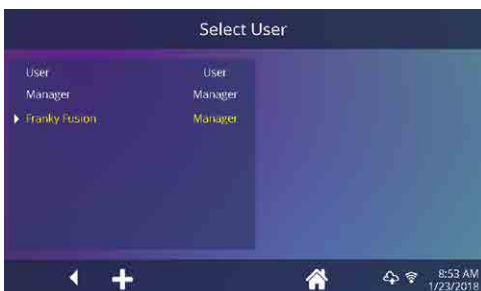 Select User
User User
Manager Manager
Franky Fusion Manager
8:53 AM
1/23/2018